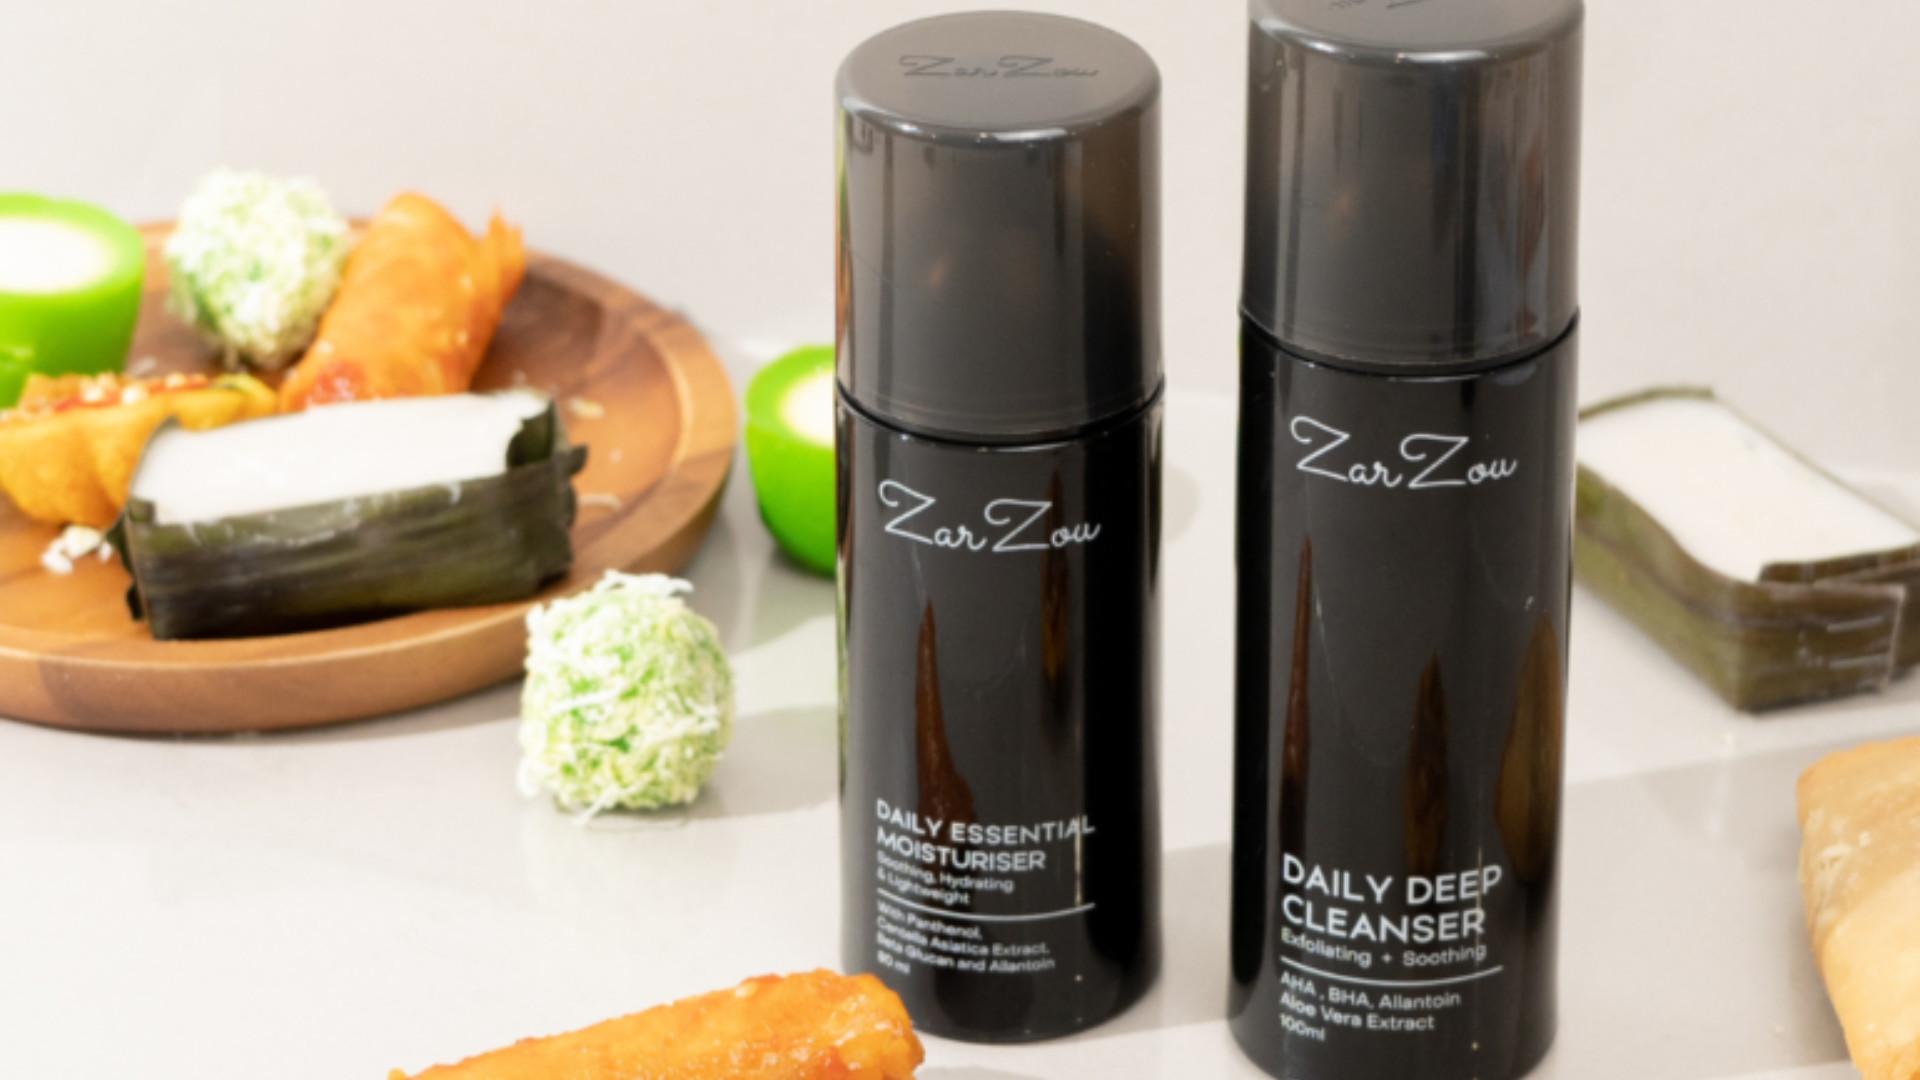 ZarZou
ZarZou
DAILY ESSENTIAL
MOISTURISER
Soothing, Hydrating
& Lightweight
With Panthenol,
Centella Asiatica Extract,
Beta Glucan and Allantoin
80 ml
ZarZou
DAILY DEEP
CLEANSER
Exfoliating + Soothing
AHA , BHA, Allantoin
Aloe Vera Extract
100ml